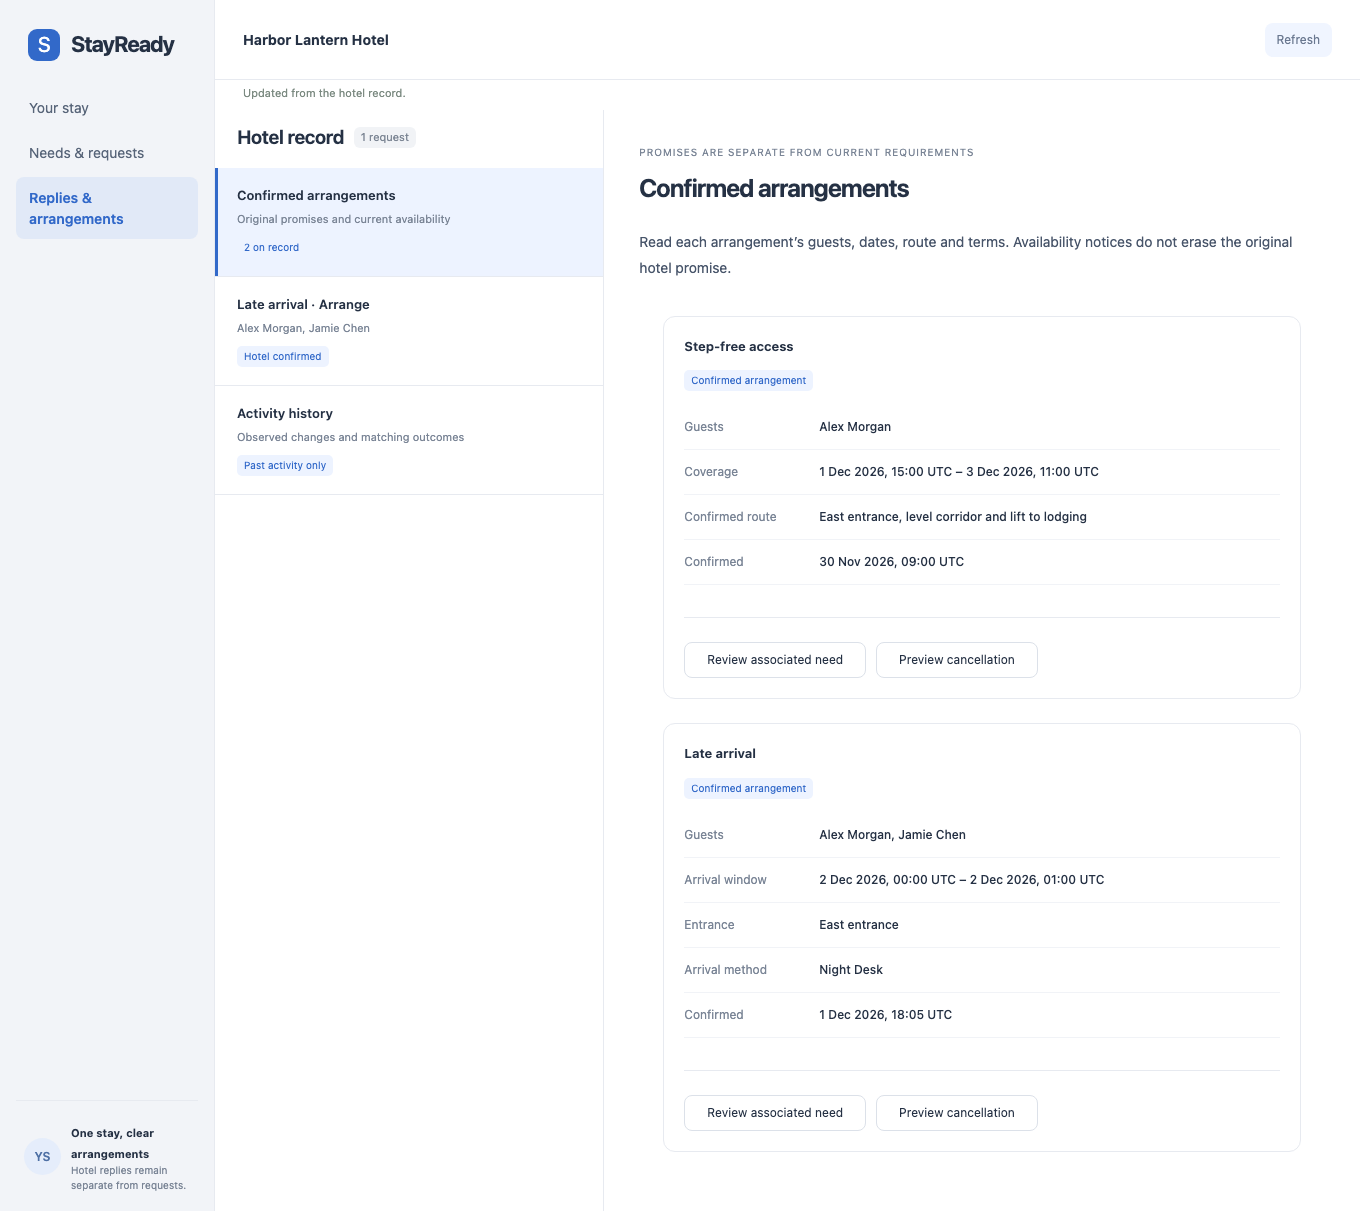 S StayReady
Your stay
Needs & requests
Replies &
arrangements
One stay, clear
arrangements
YS
Hotel replies remain
separate from requests.
Harbor Lantern Hotel
Refresh
Updated from the hotel record.
Hotel record 1 request
Confirmed arrangements
Original promises and current availability
2 on record
Late arrival · Arrange
Alex Morgan, Jamie Chen
Hotel confirmed
Activity history
Observed changes and matching outcomes
Past activity only
PROMISES ARE SEPARATE FROM CURRENT REQUIREMENTS
Confirmed arrangements
Read each arrangement’s guests, dates, route and terms. Availability notices do not erase the original
hotel promise.
Step-free access
Confirmed arrangement
Guests Alex Morgan
Coverage 1 Dec 2026, 15:00 UTC – 3 Dec 2026, 11:00 UTC
Confirmed route East entrance, level corridor and lift to lodging
Confirmed 30 Nov 2026, 09:00 UTC
Review associated need Preview cancellation
Late arrival
Confirmed arrangement
Guests Alex Morgan, Jamie Chen
Arrival window 2 Dec 2026, 00:00 UTC – 2 Dec 2026, 01:00 UTC
Entrance East entrance
Arrival method Night Desk
Confirmed 1 Dec 2026, 18:05 UTC
Review associated need Preview cancellation